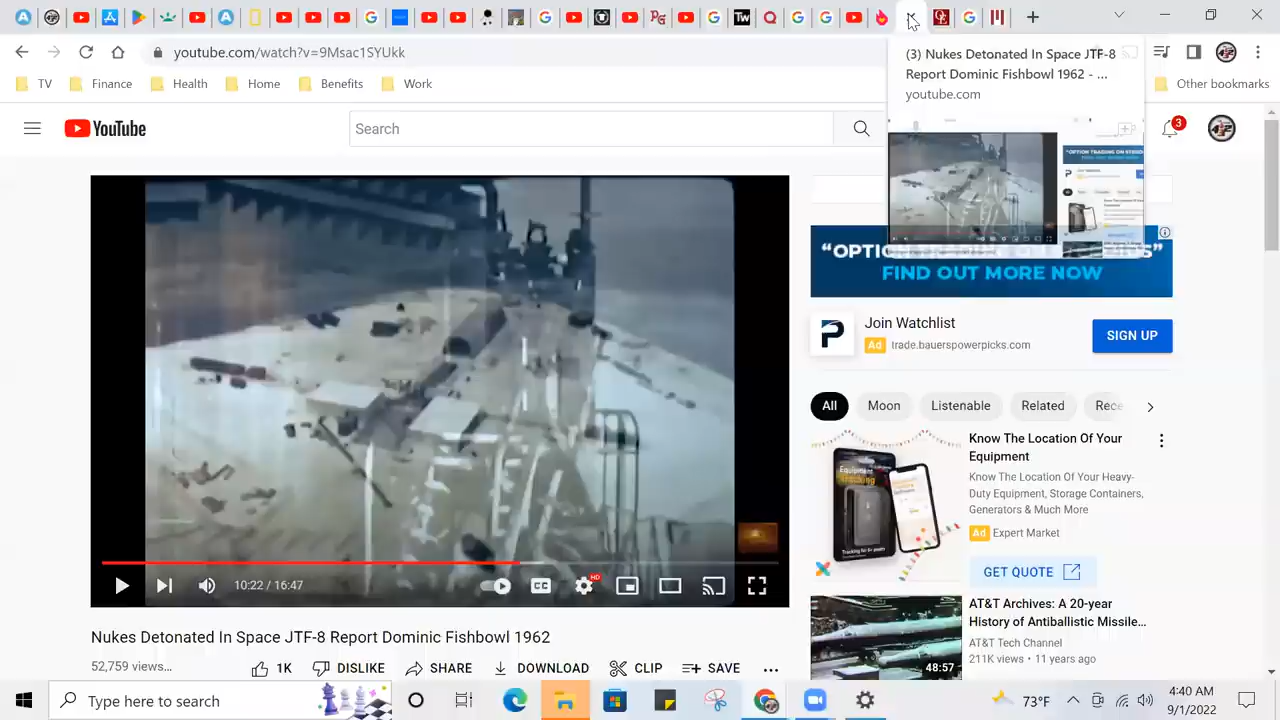 youtube.com/watch?v=9Msac1SYUkk
(3) Nukes Detonated In Space JTF-8
Report Dominic Fishbowl 1962 - ...
youtube.com
TV
Finance
Health
Home
Benefits
Work
Other bookmarks
YouTube
Search
3
FIND OUT MORE NOW
Join Watchlist
Ad trade.bauerspowerpicks.com
SIGN UP
All
Moon
Listenable
Related
Rece
Know The Location Of Your
Equipment
Know The Location Of Your Heavy-
Duty Equipment, Storage Containers,
Generators & Much More
Ad Expert Market
GET QUOTE
10:22 / 16:47
CC
HD
Nukes Detonated In Space JTF-8 Report Dominic Fishbowl 1962
52,759 views...
1K
DISLIKE
SHARE
DOWNLOAD
CLIP
SAVE
AT&T Archives: A 20-year
History of Antiballistic Missile...
AT&T Tech Channel
211K views • 11 years ago
48:57
Type here to search
73°F
4:40 AM
9/1/2022